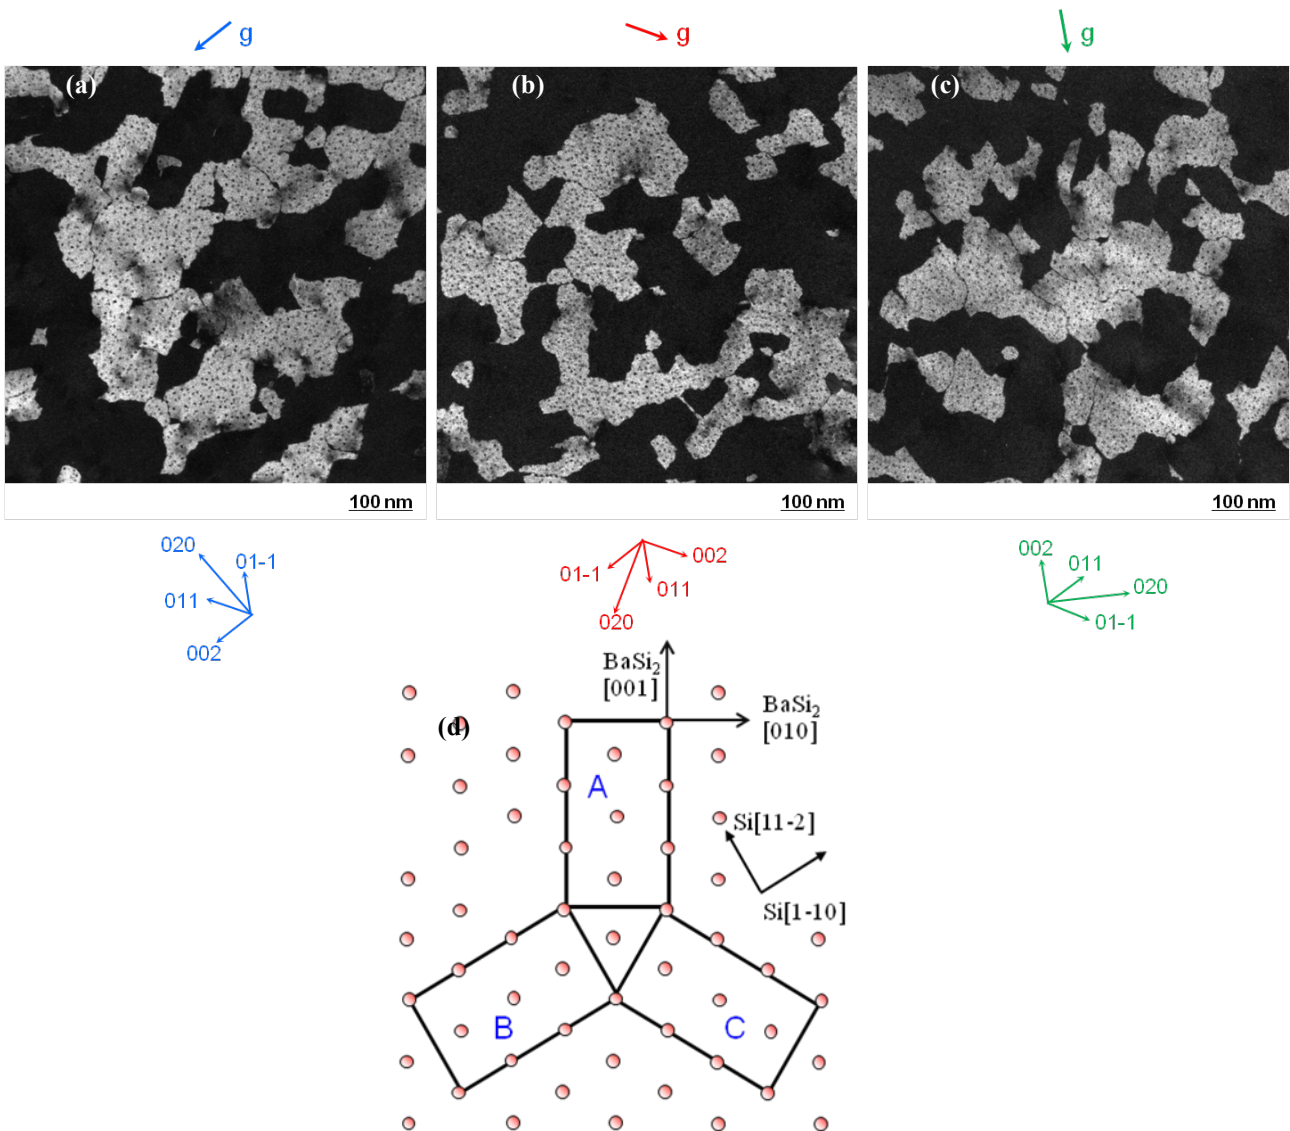 g
g
g
(a)
(b)
(c)
100 nm
100 nm
100 nm
020
01-1
011
002
002
01-1
011
020
002
011
020
01-1
BaSi2
[001]
BaSi2
[010]
(d)
A
Si[11-2]
Si[1-10]
B
C